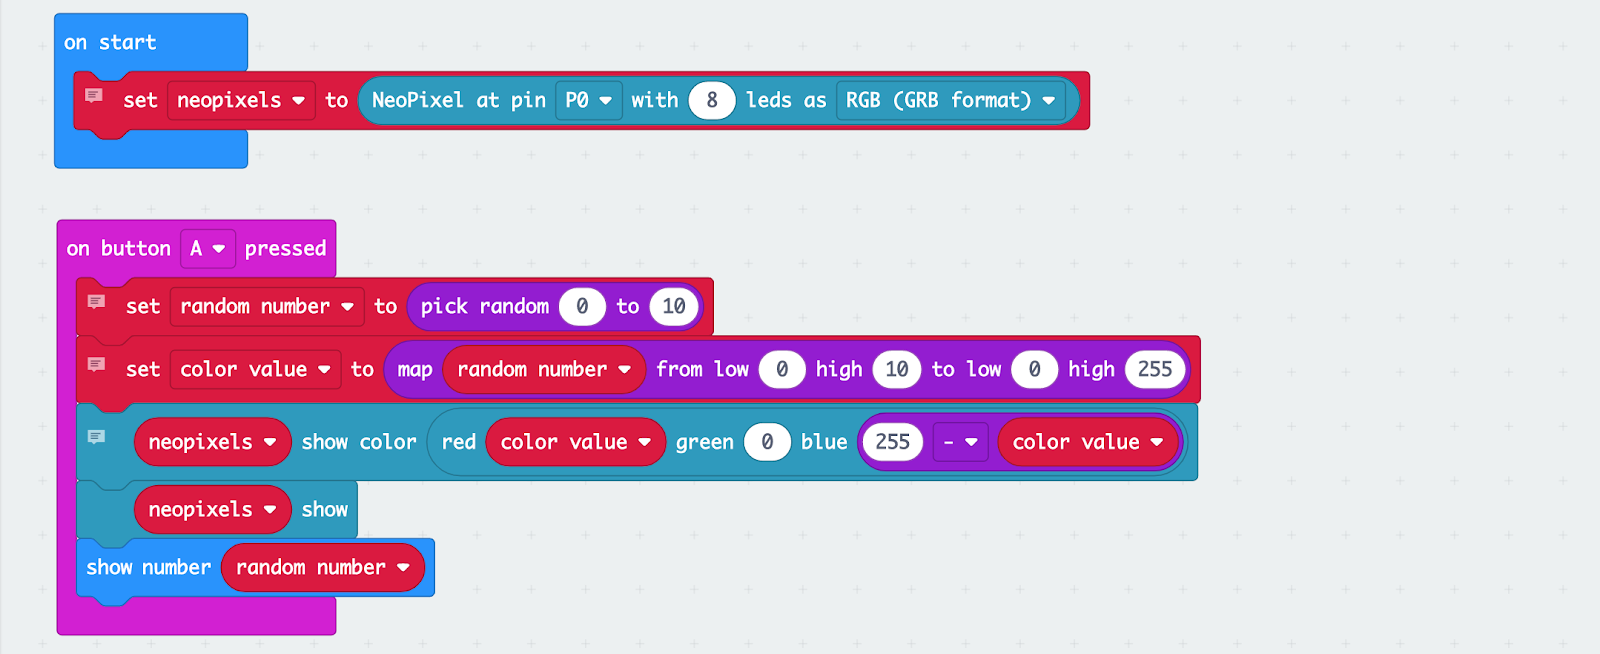 on start
set neopixels to NeoPixel at pin P0 with 8 leds as RGB (GRB format)
on button A pressed
set random number to pick random 0 to 10
set color value to map random number from low 0 high 10 to low 0 high 255
neopixels show color red color value green 0 blue 255 - color value
neopixels show
show number random number